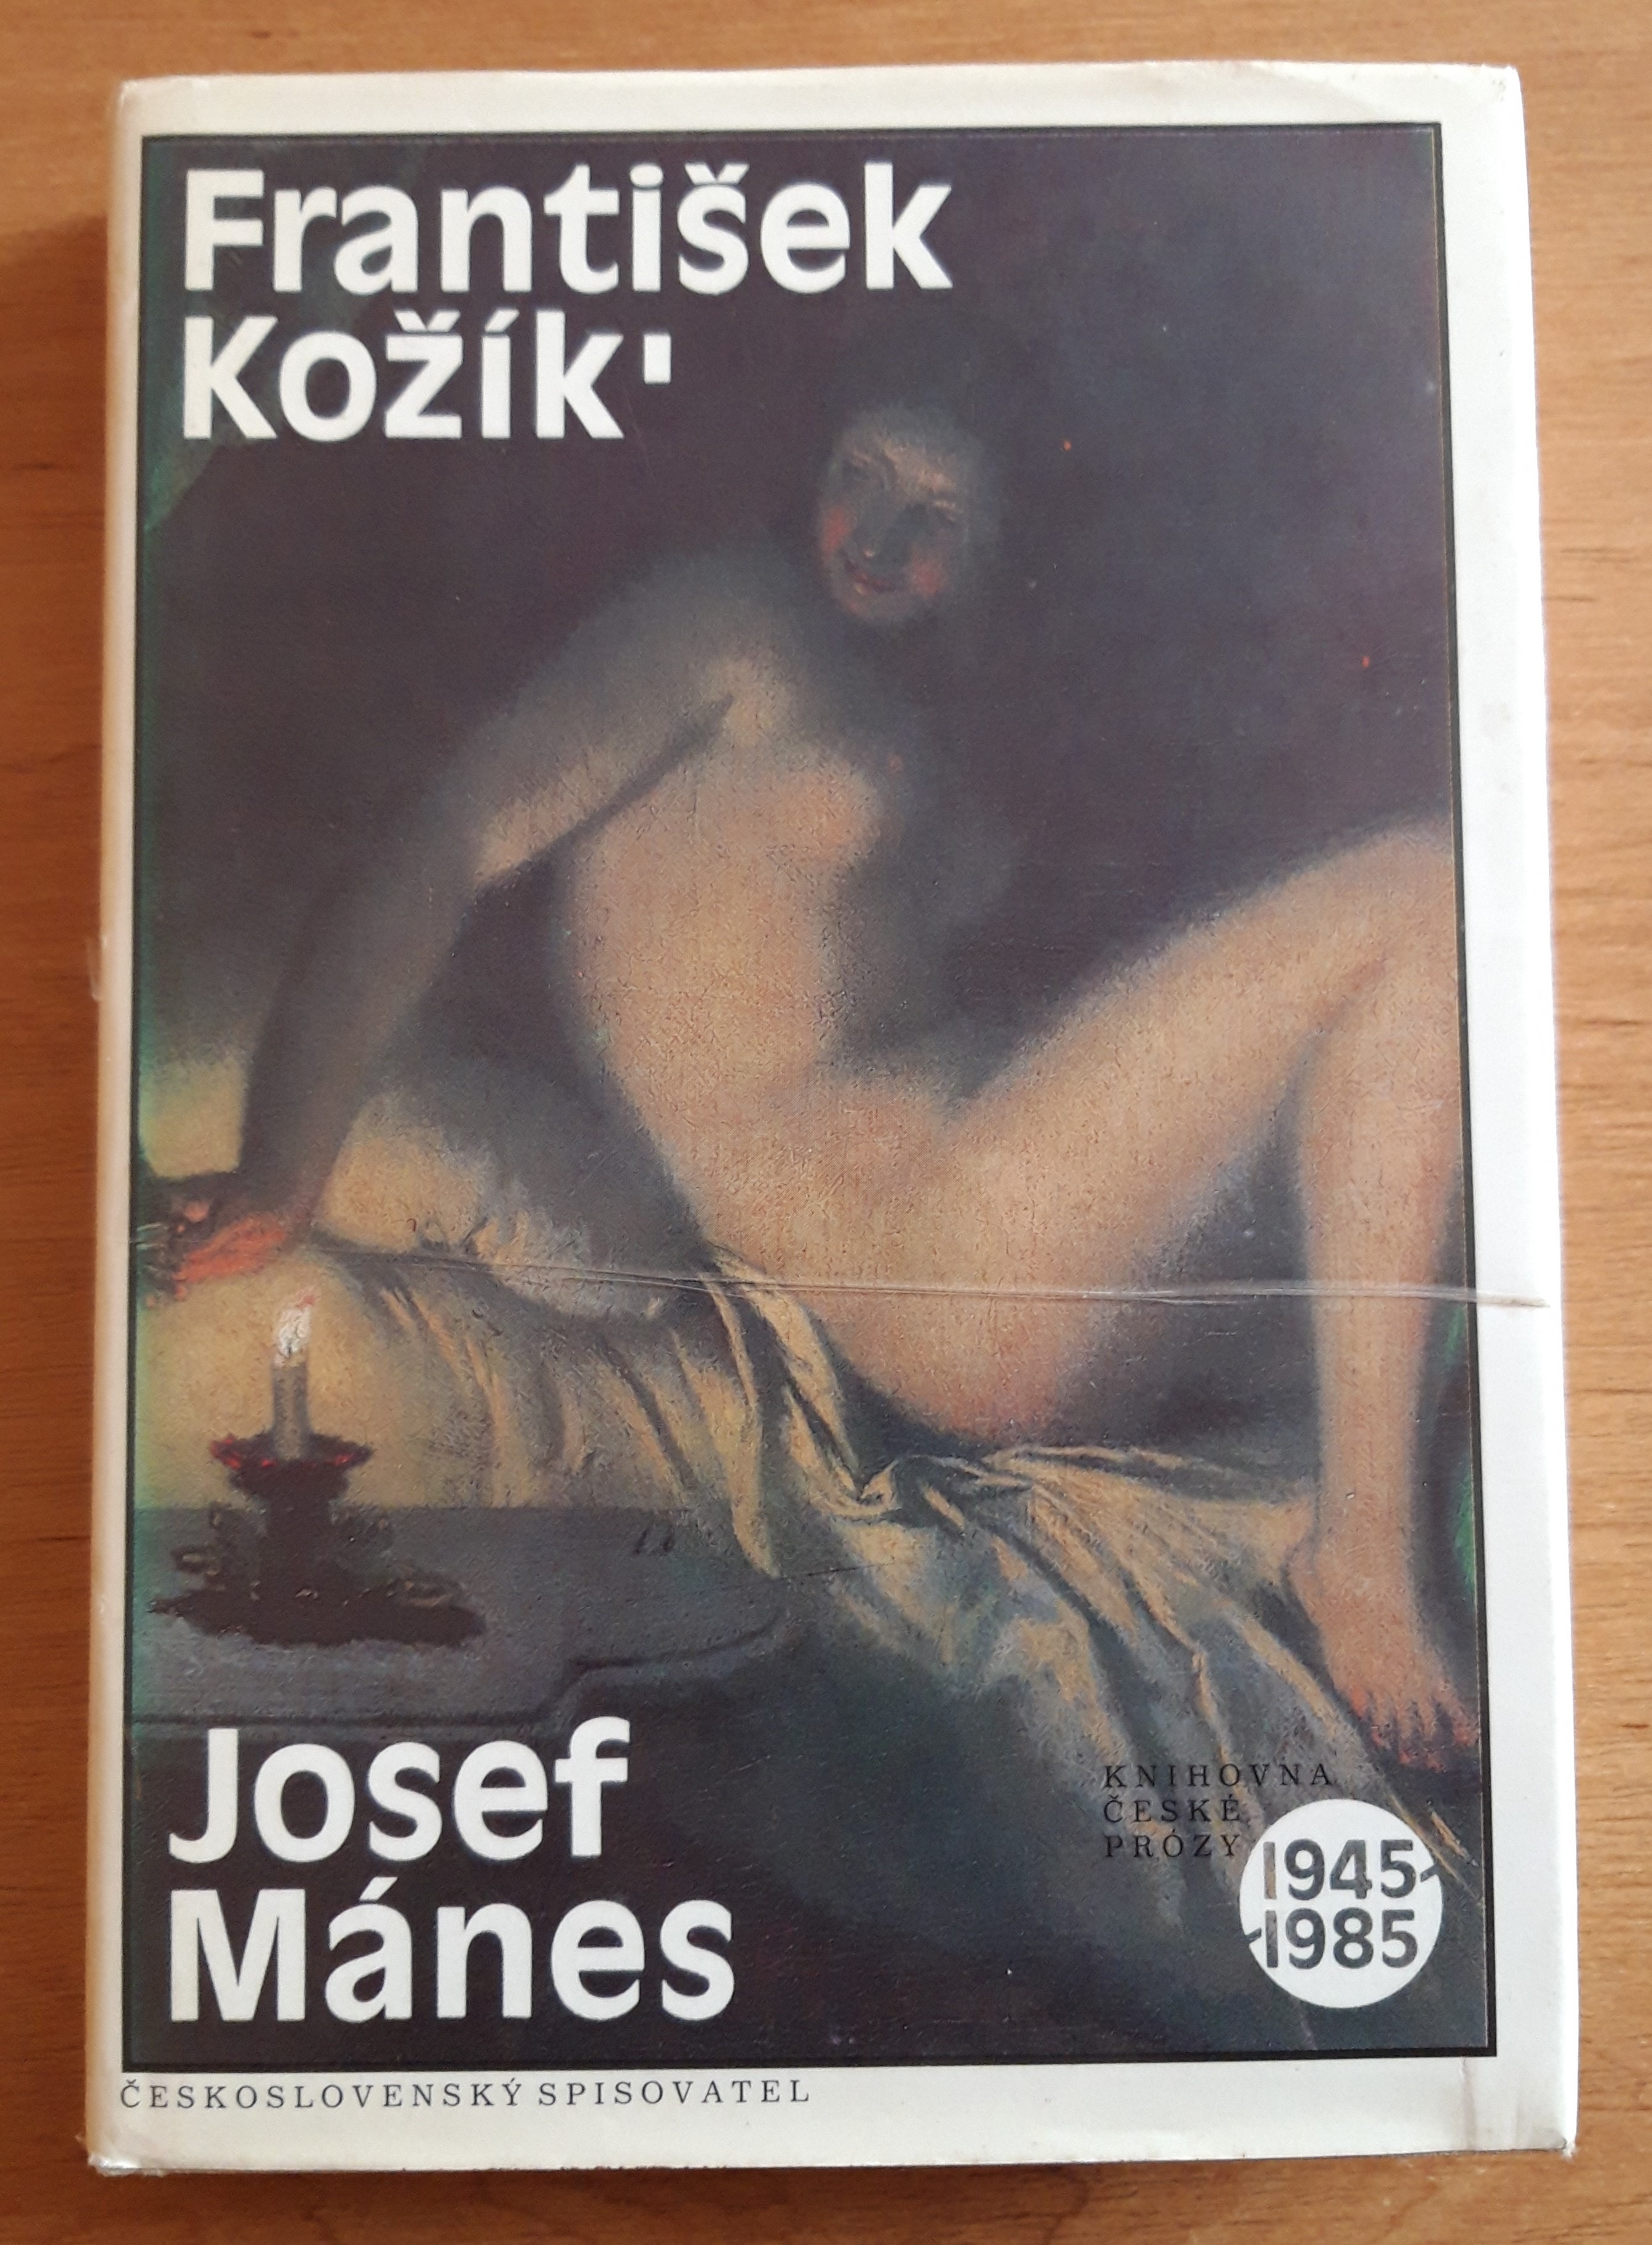 František
Kožík'
Josef
Mánes
KNIHOVNA
ČESKÉ
PRÓZY
1945-
-1985
ČESKOSLOVENSKÝ SPISOVATEL